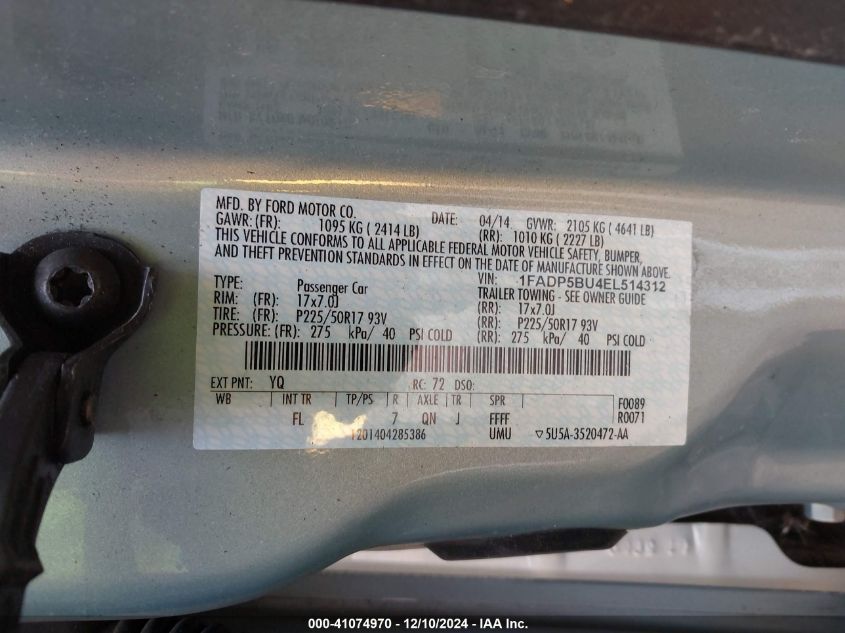 MFD. BY FORD MOTOR CO. DATE: 04/14 GVWR: 2105 KG ( 4641 LB)
GAWR: (FR): 1095 KG ( 2414 LB) (RR): 1010 KG ( 2227 LB)
THIS VEHICLE CONFORMS TO ALL APPLICABLE FEDERAL MOTOR VEHICLE SAFETY, BUMPER,
AND THEFT PREVENTION STANDARDS IN EFFECT ON THE DATE OF MANUFACTURE SHOWN ABOVE.
VIN: 1FADP5BU4EL514312
TYPE: Passenger Car TRAILER TOWING - SEE OWNER GUIDE
RIM: (FR): 17x7.0J (RR): 17x7.0J
TIRE: (FR): P225/50R17 93V (RR): P225/50R17 93V
PRESSURE: (FR): 275 kPa/ 40 PSI COLD (RR): 275 kPa/ 40 PSI COLD
EXT PNT: YQ RC: 72 DSO:
WB INT TR TP/PS R AXLE TR SPR F0089
FL 7 QN J FFFF R0071
1201404285386 UMU ▽5U5A-3520472-AA
000-41074970 - 12/10/2024 - IAA Inc.